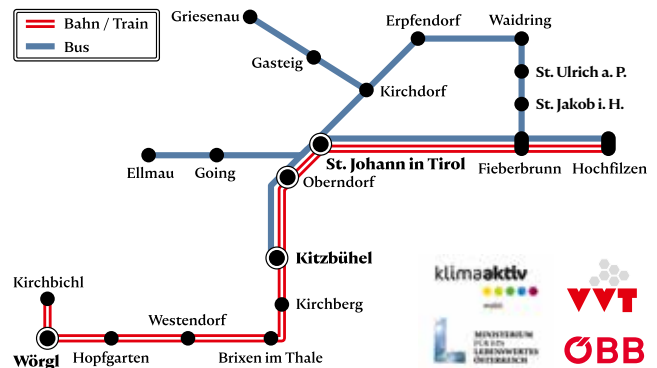 Bahn / Train
Bus
Griesenau
Gasteig
Erpfendorf
Waidring
Kirchdorf
St. Ulrich a. P.
St. Jakob i. H.
St. Johann in Tirol
Fieberbrunn
Hochfilzen
Ellmau
Going
Oberndorf
Kitzbühel
Kirchbichl
Kirchberg
Westendorf
Wörgl
Hopfgarten
Brixen im Thale
klimaaktiv
mobil
VVT
MINISTERIUM
FÜR EIN
LEBENSWERTES
ÖSTERREICH
ÖBB